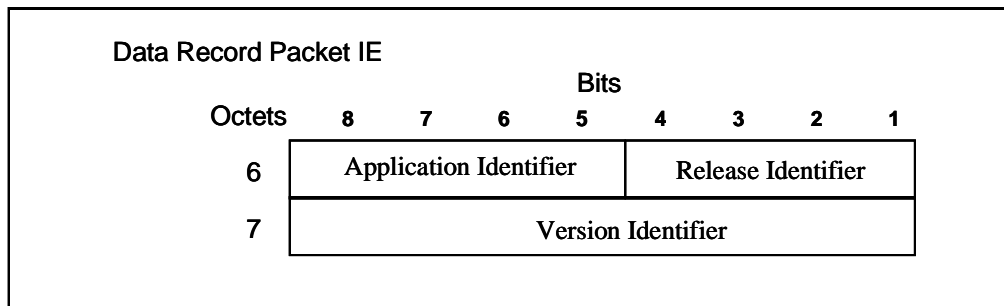 Data Record Packet IE
Bits
Octets 8 7 6 5 4 3 2 1
6 Application Identifier Release Identifier
7 Version Identifier